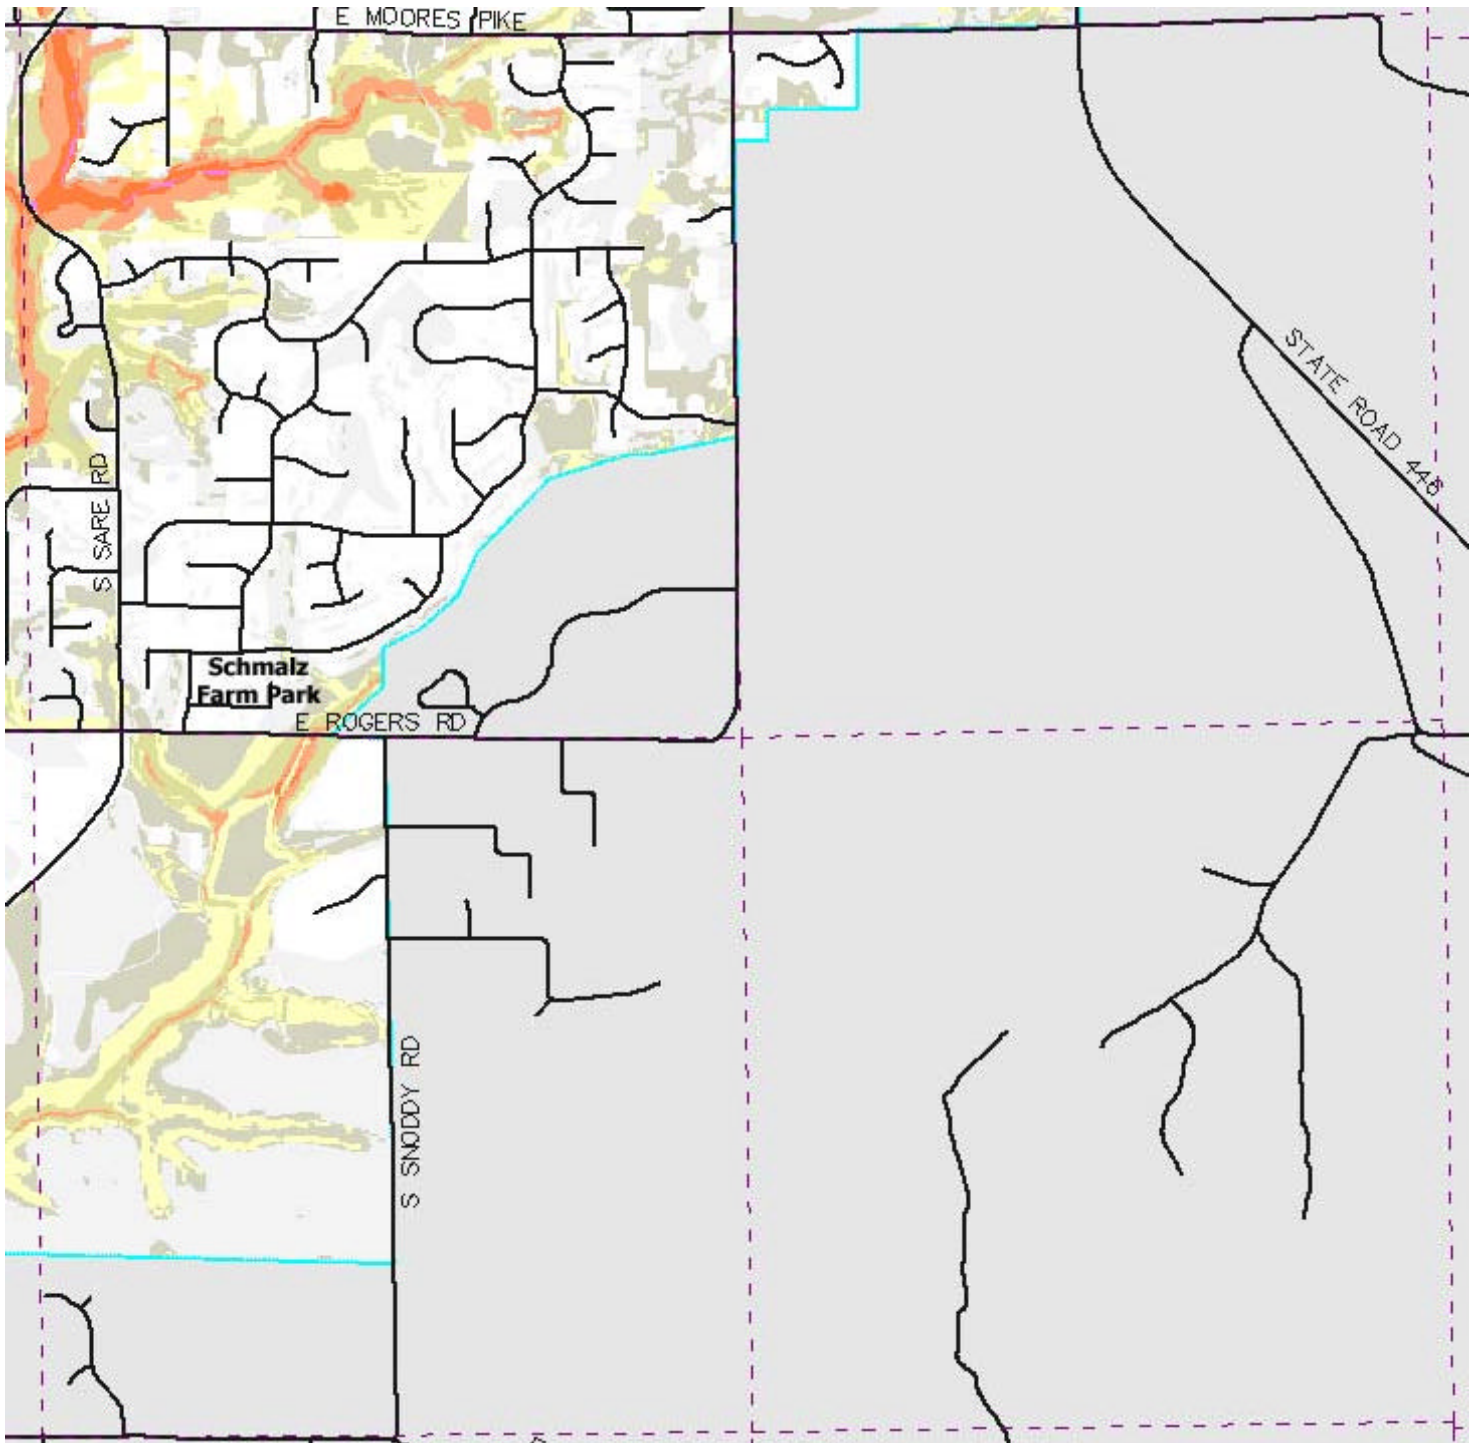 E MOORES PIKE
STATE ROAD 446
S SARE RD
Schmalz
Farm Park
E ROGERS RD
S SNODDY RD